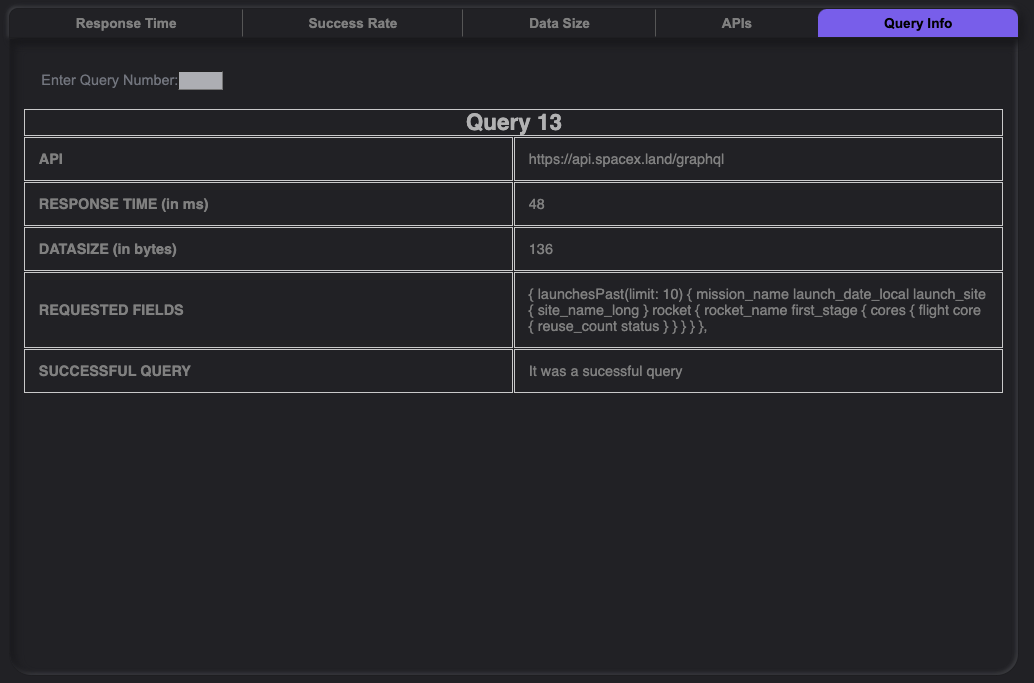 Response Time
Success Rate
Data Size
APIs
Query Info
Enter Query Number:
Query 13
API
https://api.spacex.land/graphql
RESPONSE TIME (in ms)
48
DATASIZE (in bytes)
136
REQUESTED FIELDS
{ launchesPast(limit: 10) { mission_name launch_date_local launch_site
{ site_name_long } rocket { rocket_name first_stage { cores { flight core
{ reuse_count status } } } } },
SUCCESSFUL QUERY
It was a sucessful query